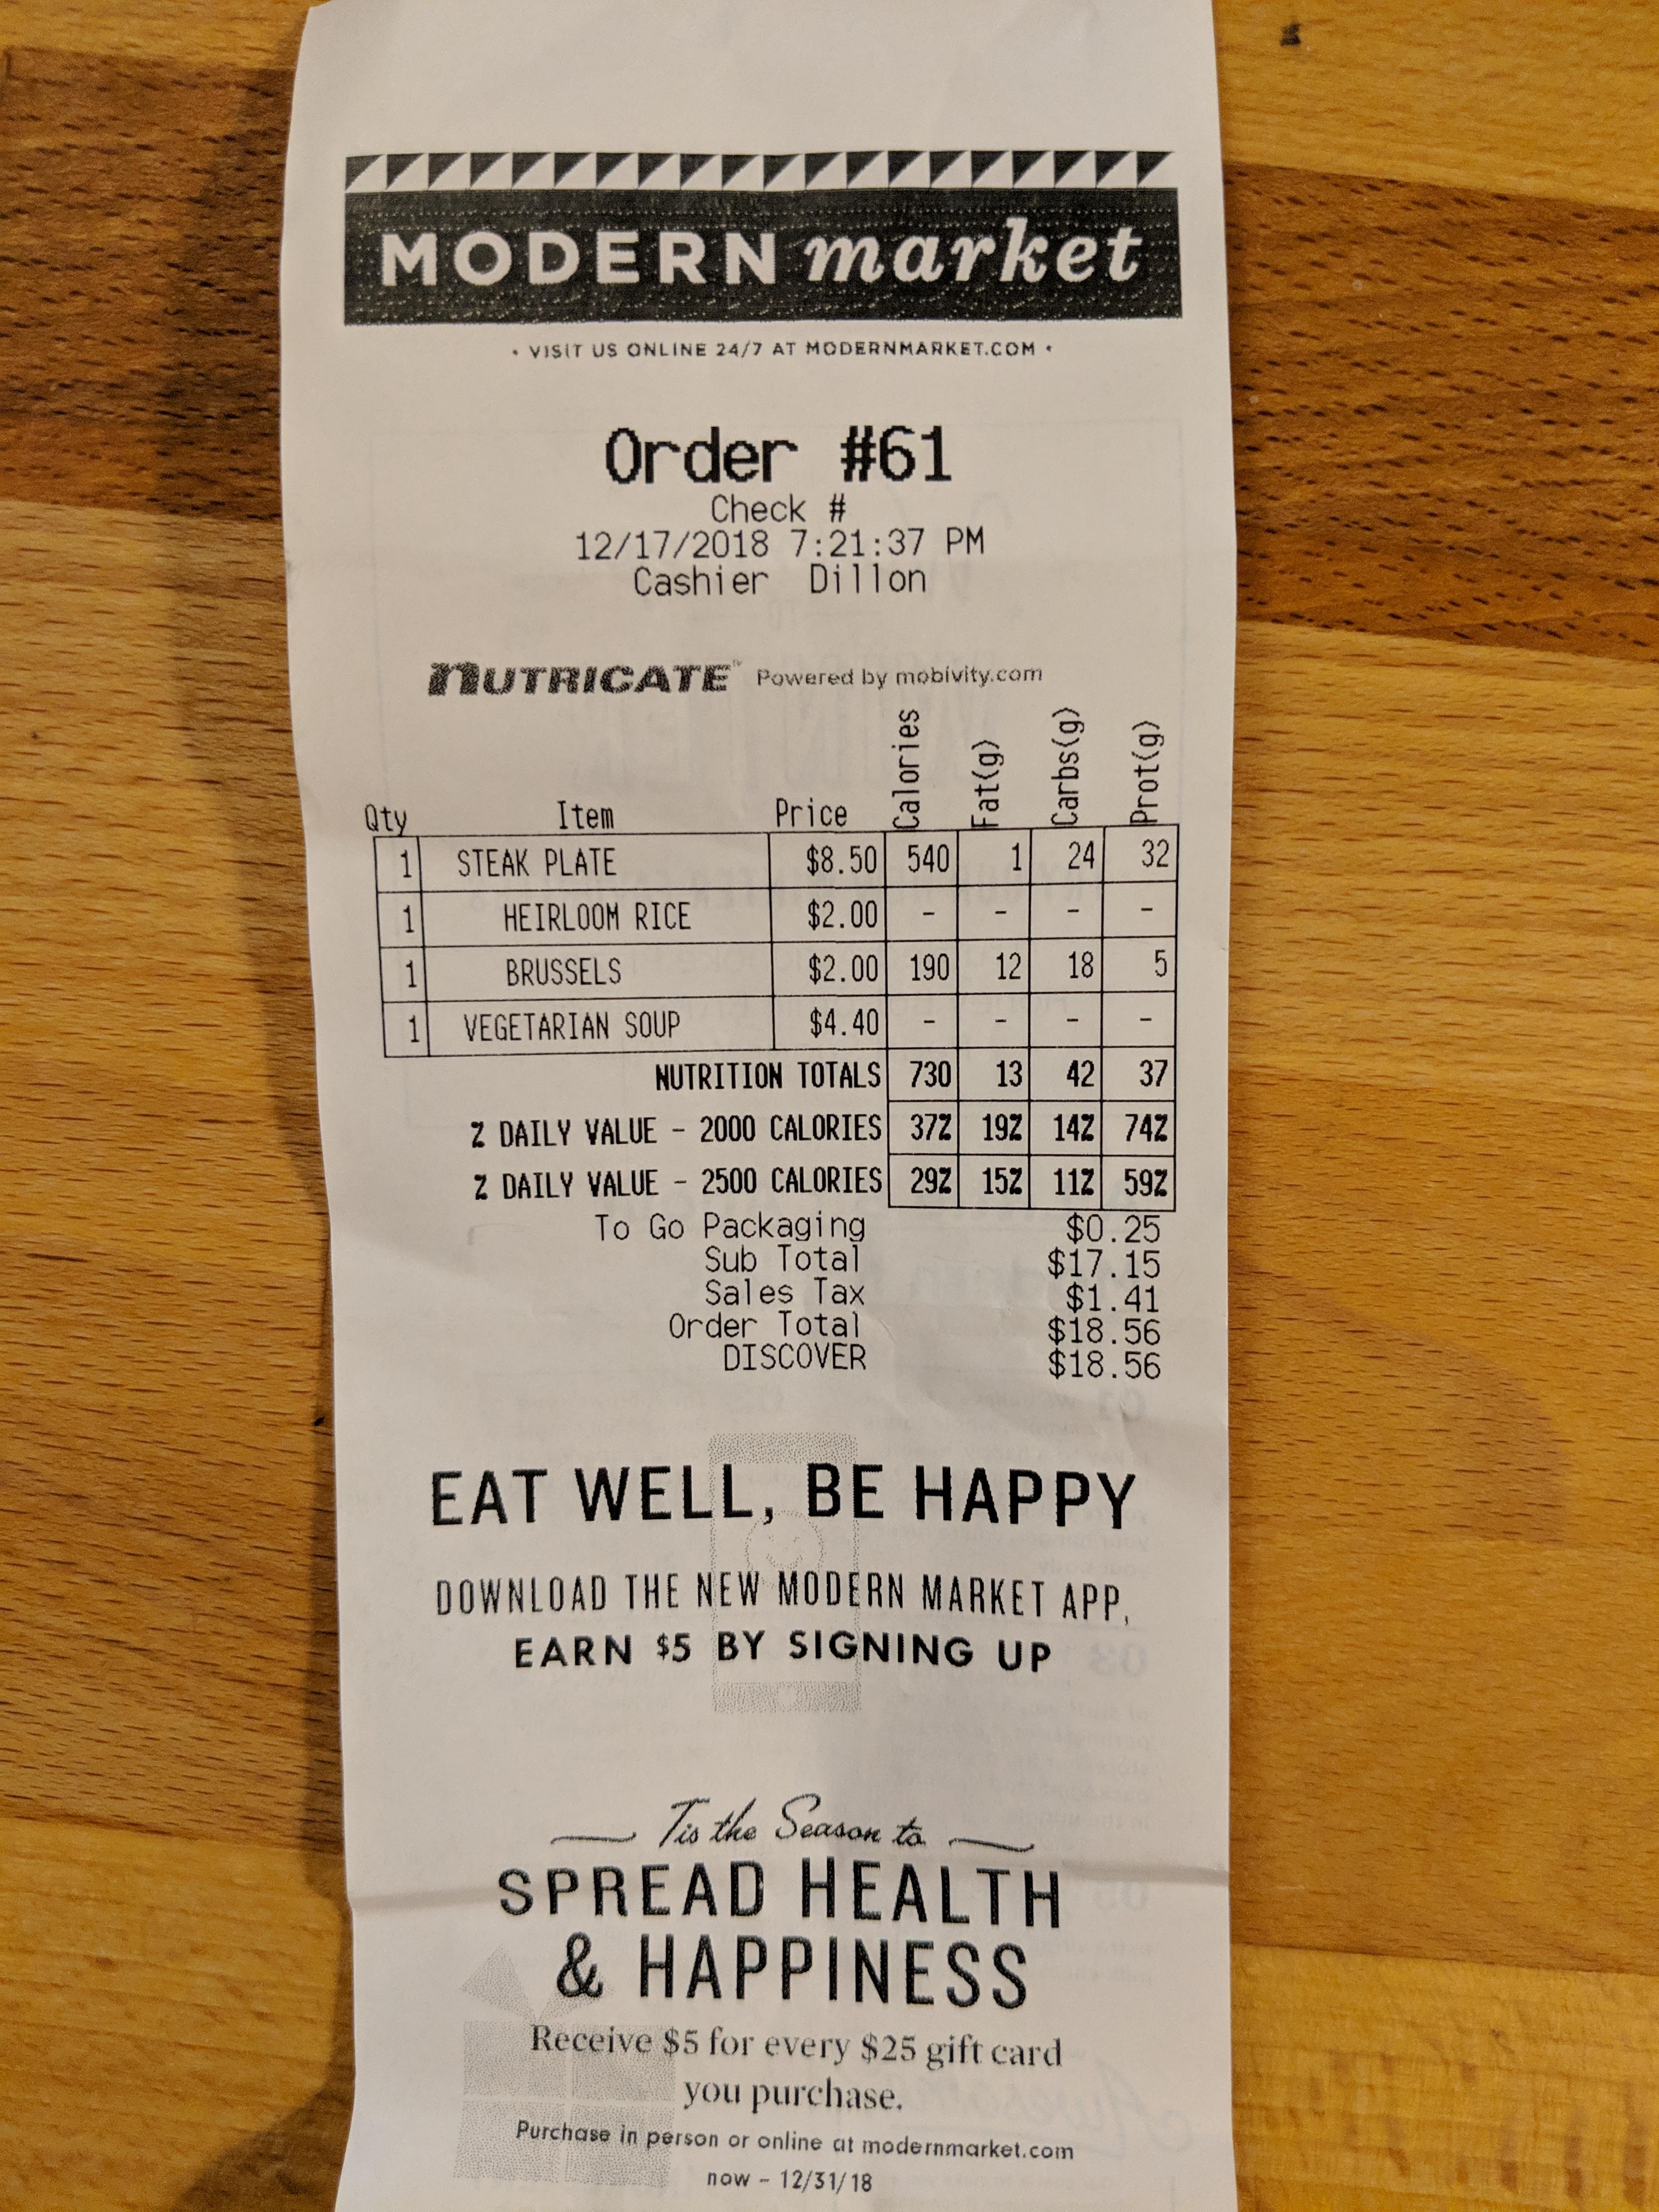 MODERN market
• VISIT US ONLINE 24/7 AT MODERNMARKET.COM •
Order #61
Check #
12/17/2018 7:21:37 PM
Cashier Dillon
NUTRICATE™ Powered by mobivity.com
Qty Item Price Calories Fat(g) Carbs(g) Prot(g)
1 STEAK PLATE $8.50 540 1 24 32
1 HEIRLOOM RICE $2.00 - - - -
1 BRUSSELS $2.00 190 12 18 5
1 VEGETARIAN SOUP $4.40 - - - -
NUTRITION TOTALS 730 13 42 37
% DAILY VALUE - 2000 CALORIES 37% 19% 14% 74%
% DAILY VALUE - 2500 CALORIES 29% 15% 11% 59%
To Go Packaging $0.25
Sub Total $17.15
Sales Tax $1.41
Order Total $18.56
DISCOVER $18.56
EAT WELL, BE HAPPY
DOWNLOAD THE NEW MODERN MARKET APP,
EARN $5 BY SIGNING UP
Tis the Season to
SPREAD HEALTH
& HAPPINESS
Receive $5 for every $25 gift card
you purchase.
Purchase in person or online at modernmarket.com
now – 12/31/18